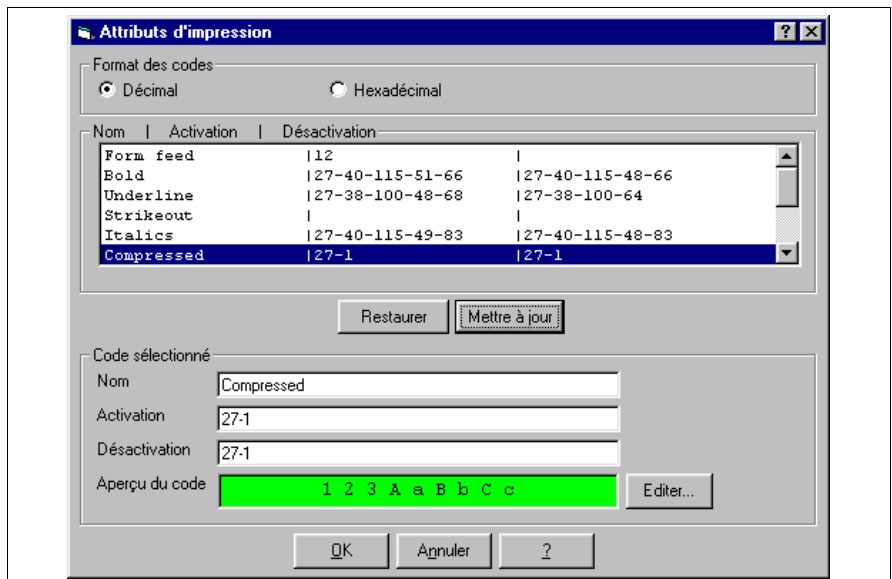 Attributs d'impression
Format des codes
Décimal Hexadécimal
Nom | Activation | Désactivation
Form feed |12 |
Bold |27-40-115-51-66 |27-40-115-48-66
Underline |27-38-100-48-68 |27-38-100-64
Strikeout | |
Italics |27-40-115-49-83 |27-40-115-48-83
Compressed |27-1 |27-1
Restaurer Mettre à jour
Code sélectionné
Nom Compressed
Activation 27-1
Désactivation 27-1
Aperçu du code 1 2 3 A a B b C c Editer...
OK Annuler ?